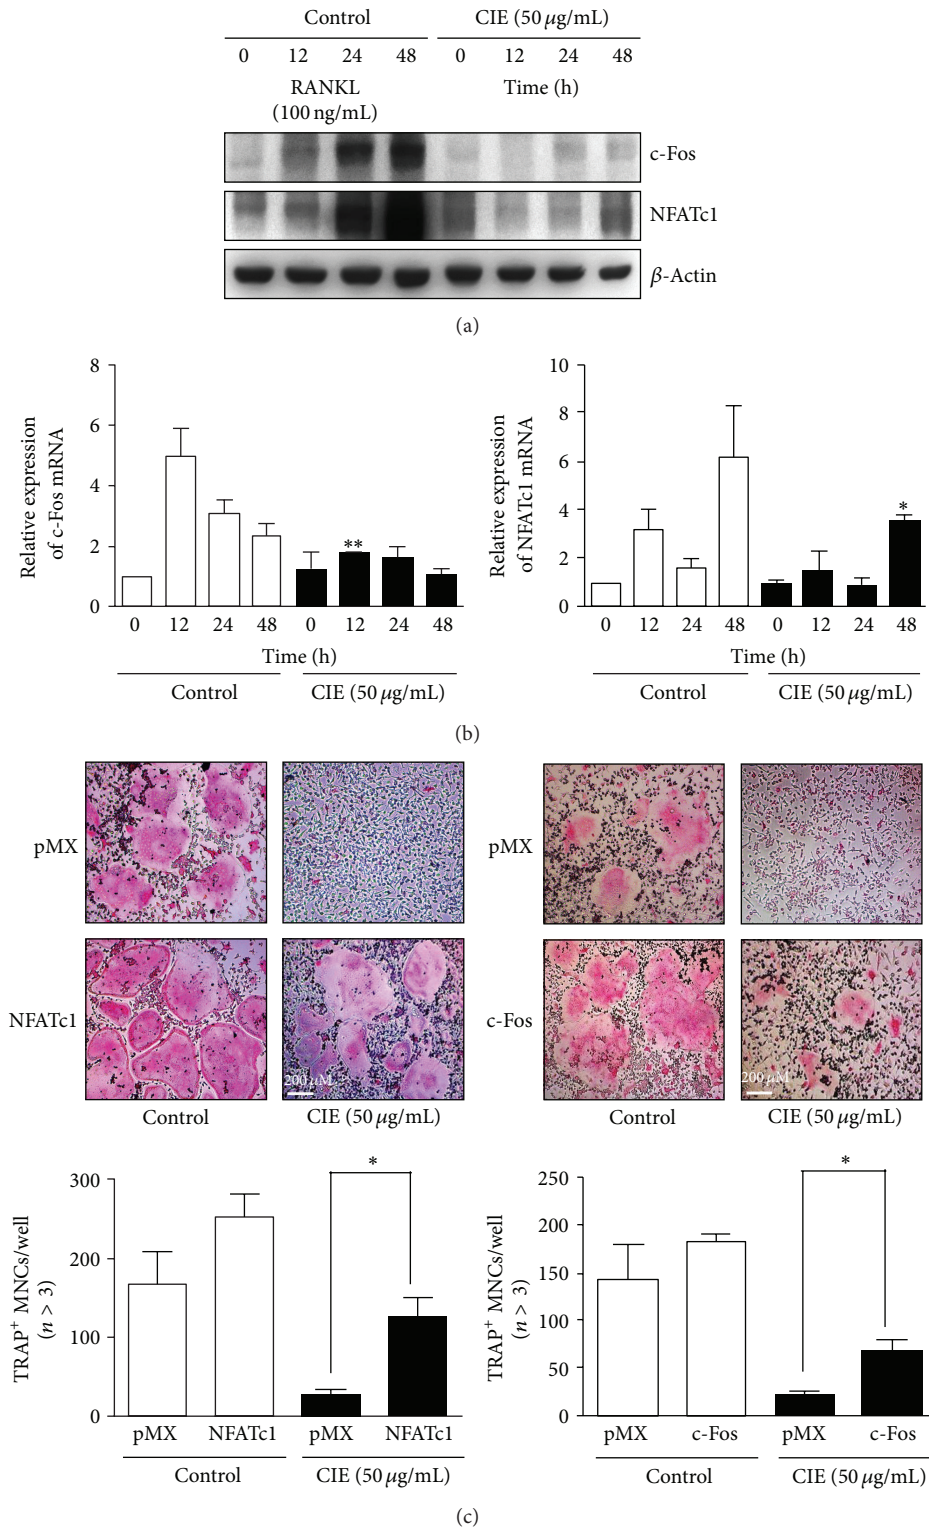 Control CIE (50 μg/mL)
0 12 24 48 0 12 24 48
RANKL Time (h)
(100 ng/mL)
c-Fos
NFATc1
β-Actin
(a)
Relative expression
of c-Fos mRNA
8
6
4
2
0
**
0 12 24 48 0 12 24 48
Time (h)
Control CIE (50 μg/mL)
Relative expression
of NFATc1 mRNA
10
8
6
4
2
0
*
0 12 24 48 0 12 24 48
Time (h)
Control CIE (50 μg/mL)
(b)
pMX
NFATc1
200 μM
Control CIE (50 μg/mL)
pMX
c-Fos
200 μM
Control CIE (50 μg/mL)
TRAP⁺ MNCs/well
(n > 3)
300
200
100
0
*
pMX NFATc1 pMX NFATc1
Control CIE (50 μg/mL)
TRAP⁺ MNCs/well
(n > 3)
250
200
150
100
50
0
*
pMX c-Fos pMX c-Fos
Control CIE (50 μg/mL)
(c)